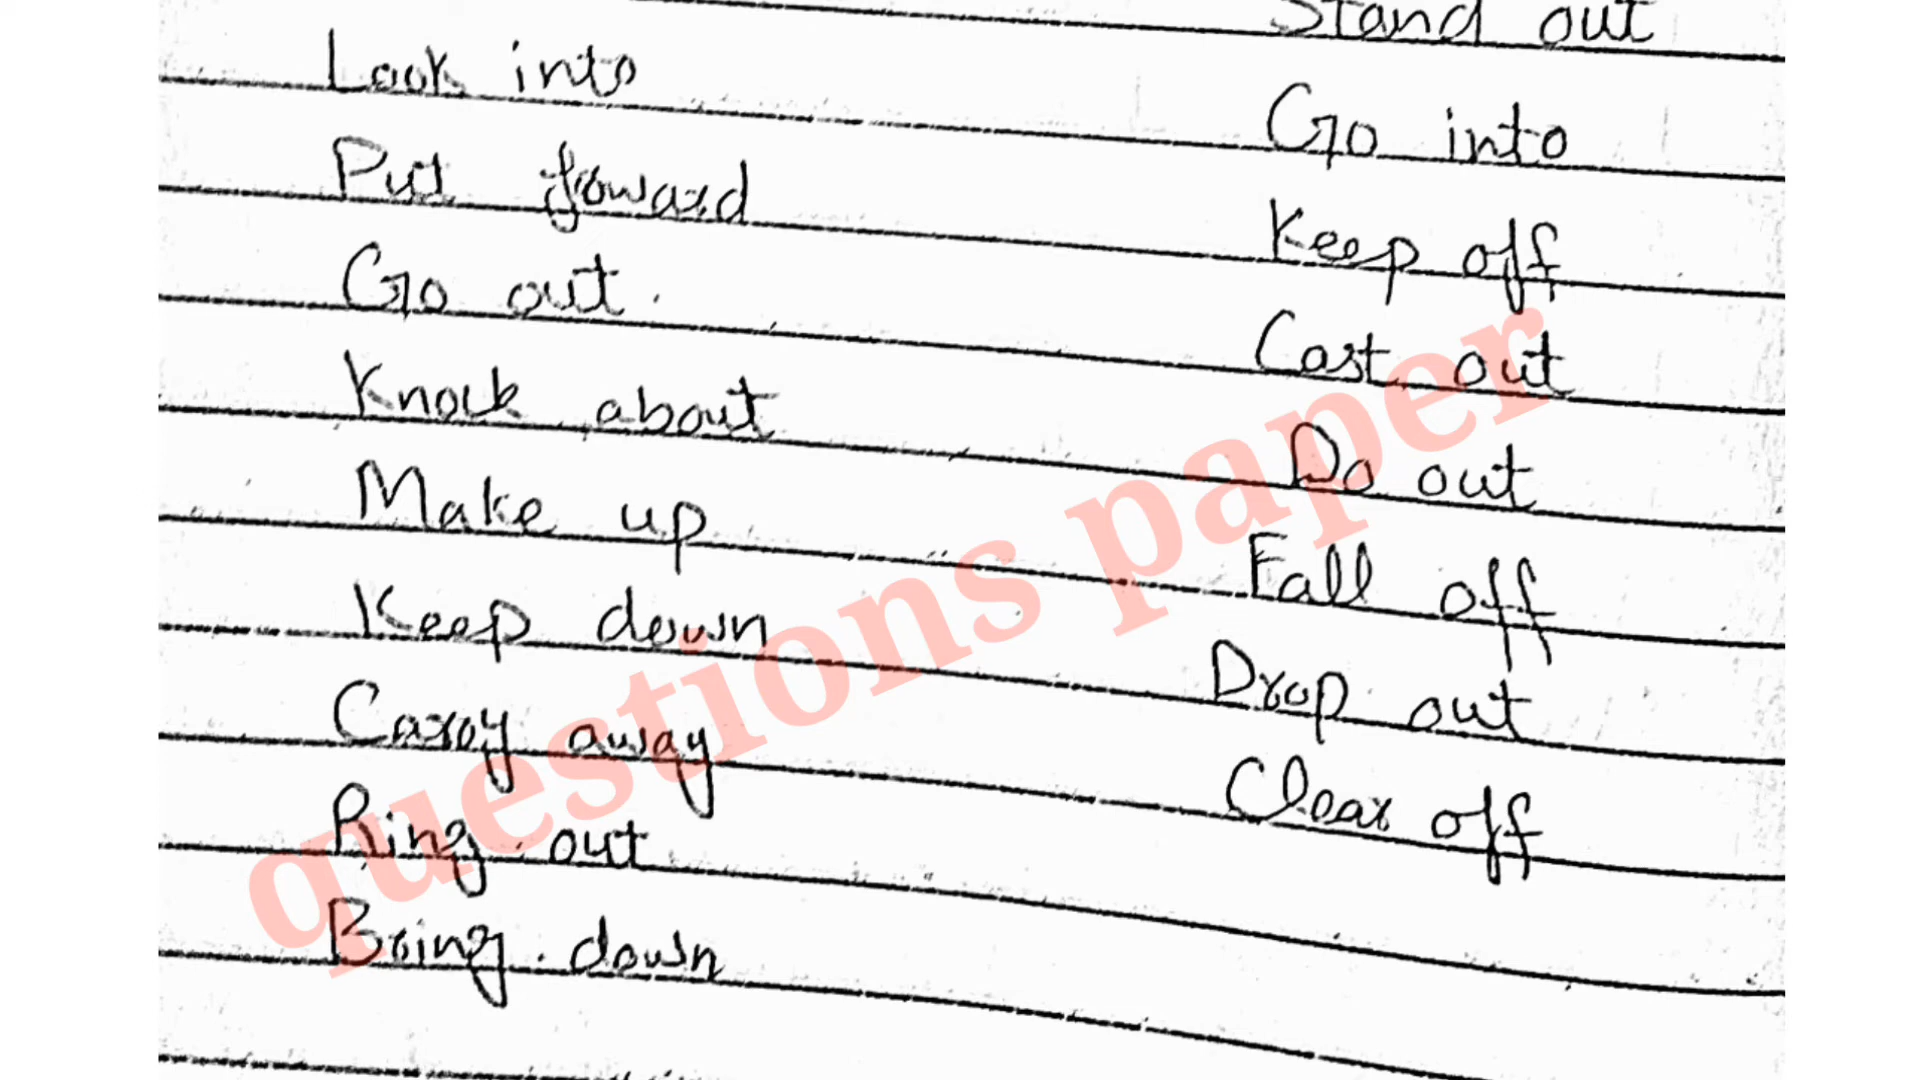 Stand out
Look into
Go into
Put foward
Keep off
Go out.
Cast out
Knock about
Do out
Make up
Fall off
Keep down
Drop out
Carry away
Clear off
Ring out
Bring down
questions paper